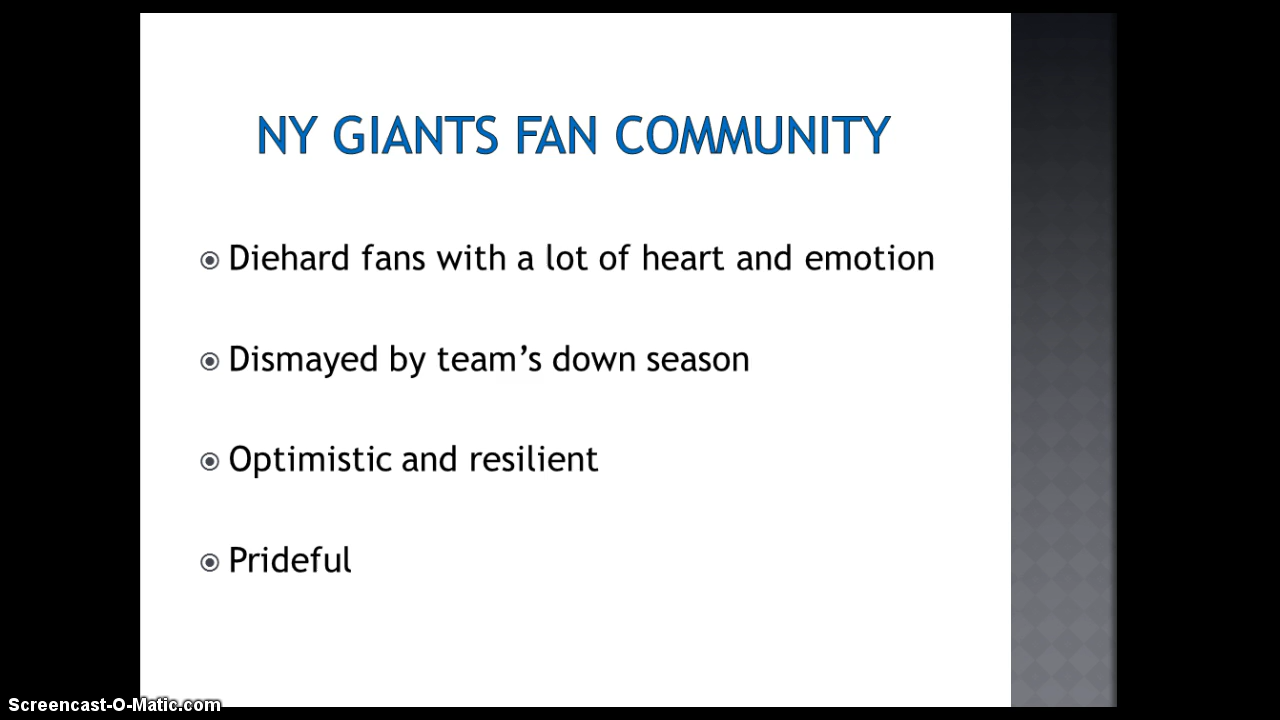 NY GIANTS FAN COMMUNITY
Diehard fans with a lot of heart and emotion
Dismayed by team’s down season
Optimistic and resilient
Prideful
Screencast-O-Matic.com